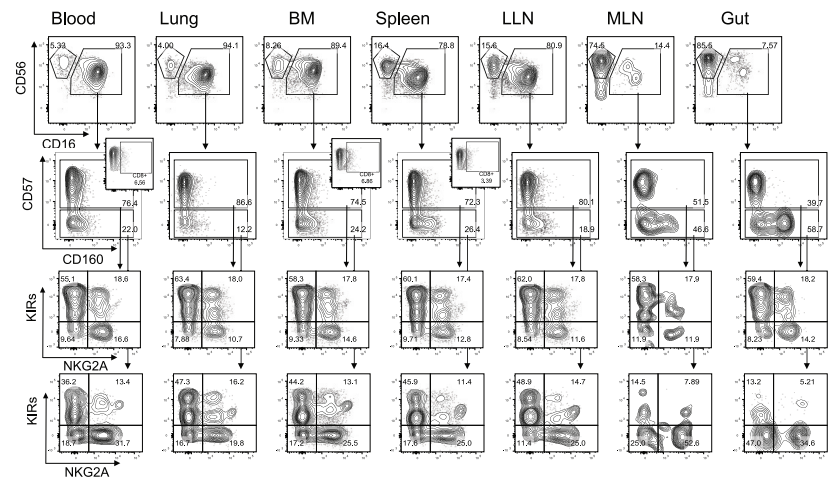 Blood Lung BM Spleen LLN MLN Gut
5.33 93.3 4.00 94.1 8.26 89.4 16.4 78.8 15.6 80.9 74.6 14.4 85.6 7.57
CD56
CD16
CD8+ CD8+ CD8+
6,56 6,86 3,39
CD57
76.4 86.6 74.5 72.3 80.1 51.5 39.7
22.0 12.2 24.2 26.4 18.9 46.6 58.7
CD160
55.1 18.6 63.4 18.0 58.3 17.8 60.1 17.4 62.0 17.8 58.3 17.9 59.4 18.2
KIRs
9.64 16.6 7.88 10.7 9.33 14.6 9.71 12.8 8.54 11.6 11.9 11.9 8.23 14.2
NKG2A
36.2 13.4 47.3 16.2 44.2 13.1 45.9 11.4 48.9 14.7 14.5 7.89 13.2 5.21
KIRs
18.7 31.7 16.7 19.8 17.2 25.5 17.6 25.0 11.4 25.0 25.0 52.6 47.0 34.6
NKG2A